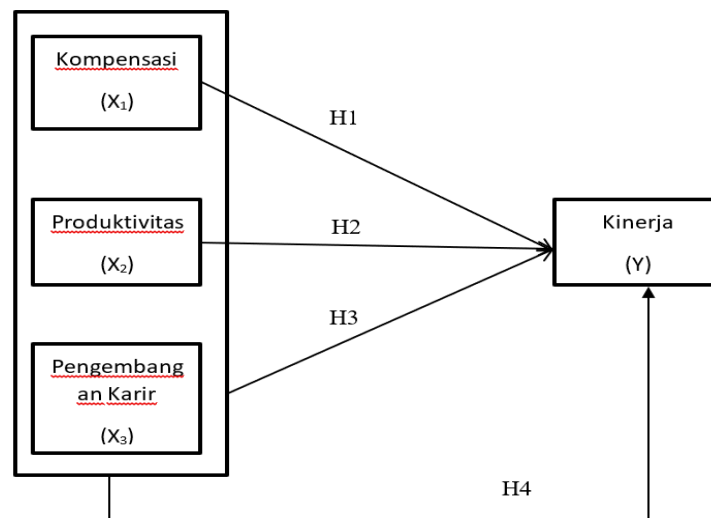 Kompensasi
(X₁)
H1
Produktivitas
(X₂)
H2
Kinerja
(Y)
H3
Pengembang
an Karir
(X₃)
H4